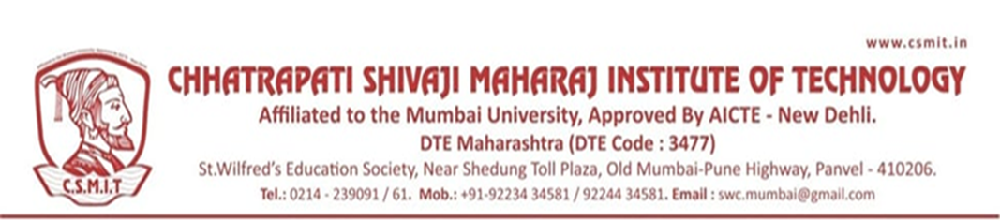 www.csmit.in
CHHATRAPATI SHIVAJI MAHARAJ INSTITUTE OF TECHNOLOGY
Affiliated to the Mumbai University, Approved By AICTE - New Dehli.
DTE Maharashtra (DTE Code : 3477)
St.Wilfred's Education Society, Near Shedung Toll Plaza, Old Mumbai-Pune Highway, Panvel - 410206.
Tel.: 0214 - 239091 / 61. Mob.: +91-92234 34581 / 92244 34581. Email : swc.mumbai@gmail.com
C.S.M.I.T